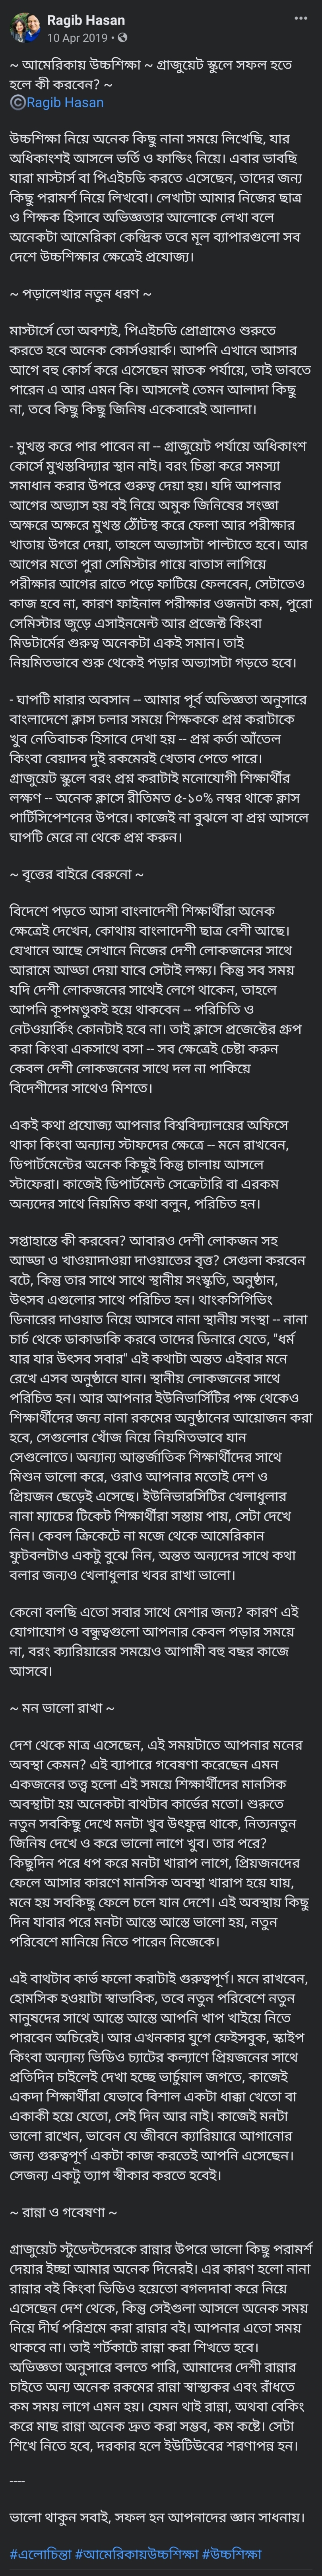 Ragib Hasan
10 Apr 2019
~ আমেরিকায় উচ্চশিক্ষা ~ গ্রাজুয়েট স্কুলে সফল হতে
হলে কী করবেন? ~
©Ragib Hasan
উচ্চশিক্ষা নিয়ে অনেক কিছু নানা সময়ে লিখেছি, যার
অধিকাংশই আসলে ভর্তি ও ফান্ডিং নিয়ে। এবার ভাবছি
যারা মাস্টার্স বা পিএইচডি করতে এসেছেন, তাদের জন্য
কিছু পরামর্শ নিয়ে লিখবো। লেখাটা আমার নিজের ছাত্র
ও শিক্ষক হিসাবে অভিজ্ঞতার আলোকে লেখা বলে
অনেকটা আমেরিকা কেন্দ্রিক তবে মূল ব্যাপারগুলো সব
দেশে উচ্চশিক্ষার ক্ষেত্রেই প্রযোজ্য।
~ পড়ালেখার নতুন ধরণ ~
মাস্টার্সে তো অবশ্যই, পিএইচডি প্রোগ্রামেও শুরুতে
করতে হবে অনেক কোর্সওয়ার্ক। আপনি এখানে আসার
আগে বহু কোর্স করে এসেছেন স্নাতক পর্যায়ে, তাই ভাবতে
পারেন এ আর এমন কি। আসলেই তেমন আলাদা কিছু
না, তবে কিছু কিছু জিনিষ একেবারেই আলাদা।
- মুখস্ত করে পার পাবেন না -- গ্রাজুয়েট পর্যায়ে অধিকাংশ
কোর্সে মুখস্তবিদ্যার স্থান নাই। বরং চিন্তা করে সমস্যা
সমাধান করার উপরে গুরুত্ব দেয়া হয়। যদি আপনার
আগের অভ্যাস হয় বই নিয়ে অমুক জিনিষের সংজ্ঞা
অক্ষরে অক্ষরে মুখস্ত ঠোঁটস্থ করে ফেলা আর পরীক্ষার
খাতায় উগরে দেয়া, তাহলে অভ্যাসটা পাল্টাতে হবে। আর
আগের মতো পুরা সেমিস্টার গায়ে বাতাস লাগিয়ে
পরীক্ষার আগের রাতে পড়ে ফাটিয়ে ফেলবেন, সেটাতেও
কাজ হবে না, কারণ ফাইনাল পরীক্ষার ওজনটা কম, পুরো
সেমিস্টার জুড়ে এসাইনমেন্ট আর প্রজেক্ট কিংবা
মিডটার্মের গুরুত্ব অনেকটা একই সমান। তাই
নিয়মিতভাবে শুরু থেকেই পড়ার অভ্যাসটা গড়তে হবে।
- ঘাপটি মারার অবসান -- আমার পূর্ব অভিজ্ঞতা অনুসারে
বাংলাদেশে ক্লাস চলার সময়ে শিক্ষককে প্রশ্ন করাটাকে
খুব নেতিবাচক হিসাবে দেখা হয় -- প্রশ্ন কর্তা আঁতেল
কিংবা বেয়াদব দুই রকমেরই খেতাব পেতে পারে।
গ্রাজুয়েট স্কুলে বরং প্রশ্ন করাটাই মনোযোগী শিক্ষার্থীর
লক্ষণ -- অনেক ক্লাসে রীতিমত ৫-১০% নম্বর থাকে ক্লাস
পার্টিসিপেশনের উপরে। কাজেই না বুঝলে বা প্রশ্ন আসলে
ঘাপটি মেরে না থেকে প্রশ্ন করুন।
~ বৃত্তের বাইরে বেরুনো ~
বিদেশে পড়তে আসা বাংলাদেশী শিক্ষার্থীরা অনেক
ক্ষেত্রেই দেখেন, কোথায় বাংলাদেশী ছাত্র বেশী আছে।
যেখানে আছে সেখানে নিজের দেশী লোকজনের সাথে
আরামে আড্ডা দেয়া যাবে সেটাই লক্ষ্য। কিন্তু সব সময়
যদি দেশী লোকজনের সাথেই লেগে থাকেন, তাহলে
আপনি কূপমণ্ডুকই হয়ে থাকবেন -- পরিচিতি ও
নেটওয়ার্কিং কোনটাই হবে না। তাই ক্লাসে প্রজেক্টের গ্রুপ
করা কিংবা একসাথে বসা -- সব ক্ষেত্রেই চেষ্টা করুন
কেবল দেশী লোকজনের সাথে দল না পাকিয়ে
বিদেশীদের সাথেও মিশতে।
একই কথা প্রযোজ্য আপনার বিশ্ববিদ্যালয়ের অফিসে
থাকা কিংবা অন্যান্য স্টাফদের ক্ষেত্রে -- মনে রাখবেন,
ডিপার্টমেন্টের অনেক কিছুই কিন্তু চালায় আসলে
স্টাফেরা। কাজেই ডিপার্টমেন্ট সেক্রেটারি বা এরকম
অন্যদের সাথে নিয়মিত কথা বলুন, পরিচিত হন।
সপ্তাহান্তে কী করবেন? আবারও দেশী লোকজন সহ
আড্ডা ও খাওয়াদাওয়া দাওয়াতের বৃত্ত? সেগুলা করবেন
বটে, কিন্তু তার সাথে সাথে স্থানীয় সংস্কৃতি, অনুষ্ঠান,
উৎসব এগুলোর সাথে পরিচিত হন। থ্যাংকসিগিভিং
ডিনারের দাওয়াত নিয়ে আসবে নানা স্থানীয় সংস্থা -- নানা
চার্চ থেকে ডাকাডাকি করবে তাদের ডিনারে যেতে, "ধর্ম
যার যার উৎসব সবার" এই কথাটা অন্তত এইবার মনে
রেখে এসব অনুষ্ঠানে যান। স্থানীয় লোকজনের সাথে
পরিচিত হন। আর আপনার ইউনিভার্সিটির পক্ষ থেকেও
শিক্ষার্থীদের জন্য নানা রকমের অনুষ্ঠানের আয়োজন করা
হবে, সেগুলোর খোঁজ নিয়ে নিয়মিতভাবে যান
সেগুলোতে। অন্যান্য আন্তর্জাতিক শিক্ষার্থীদের সাথে
মিশুন ভালো করে, ওরাও আপনার মতোই দেশ ও
প্রিয়জন ছেড়েই এসেছে। ইউনিভারসিটির খেলাধুলার
নানা ম্যাচের টিকেট শিক্ষার্থীরা সস্তায় পায়, সেটা দেখে
নিন। কেবল ক্রিকেটে না মজে থেকে আমেরিকান
ফুটবলটাও একটু বুঝে নিন, অন্তত অন্যদের সাথে কথা
বলার জন্যও খেলাধুলার খবর রাখা ভালো।
কেনো বলছি এতো সবার সাথে মেশার জন্য? কারণ এই
যোগাযোগ ও বন্ধুত্বগুলো আপনার কেবল পড়ার সময়ে
না, বরং ক্যারিয়ারের সময়েও আগামী বহু বছর কাজে
আসবে।
~ মন ভালো রাখা ~
দেশ থেকে মাত্র এসেছেন, এই সময়টাতে আপনার মনের
অবস্থা কেমন? এই ব্যাপারে গবেষণা করেছেন এমন
একজনের তত্ত্ব হলো এই সময়ে শিক্ষার্থীদের মানসিক
অবস্থাটা হয় অনেকটা বাথটাব কার্ভের মতো। শুরুতে
নতুন সবকিছু দেখে মনটা খুব উৎফুল্ল থাকে, নিত্যনতুন
জিনিষ দেখে ও করে ভালো লাগে খুব। তার পরে?
কিছুদিন পরে ধপ করে মনটা খারাপ লাগে, প্রিয়জনদের
ফেলে আসার কারণে মানসিক অবস্থা খারাপ হয়ে যায়,
মনে হয় সবকিছু ফেলে চলে যান দেশে। এই অবস্থায় কিছু
দিন যাবার পরে মনটা আস্তে আস্তে ভালো হয়, নতুন
পরিবেশে মানিয়ে নিতে পারেন নিজেকে।
এই বাথটাব কার্ভ ফলো করাটাই গুরুত্বপূর্ণ। মনে রাখবেন,
হোমসিক হওয়াটা স্বাভাবিক, তবে নতুন পরিবেশে নতুন
মানুষদের সাথে আস্তে আস্তে আপনি খাপ খাইয়ে নিতে
পারবেন অচিরেই। আর এখনকার যুগে ফেইসবুক, স্কাইপ
কিংবা অন্যান্য ভিডিও চ্যাটের কল্যাণে প্রিয়জনের সাথে
প্রতিদিন চাইলেই দেখা হচ্ছে ভার্চুয়াল জগতে, কাজেই
একদা শিক্ষার্থীরা যেভাবে বিশাল একটা ধাক্কা খেতো বা
একাকী হয়ে যেতো, সেই দিন আর নাই। কাজেই মনটা
ভালো রাখেন, ভাবেন যে জীবনে ক্যারিয়ারে আগানোর
জন্য গুরুত্বপূর্ণ একটা কাজ করতেই আপনি এসেছেন।
সেজন্য একটু ত্যাগ স্বীকার করতে হবেই।
~ রান্না ও গবেষণা ~
গ্রাজুয়েট স্টুডেন্টদেরকে রান্নার উপরে ভালো কিছু পরামর্শ
দেয়ার ইচ্ছা আমার অনেক দিনেরই। এর কারণ হলো নানা
রান্নার বই কিংবা ভিডিও হয়েতো বগলদাবা করে নিয়ে
এসেছেন দেশ থেকে, কিন্তু সেইগুলা আসলে অনেক সময়
নিয়ে দীর্ঘ পরিশ্রমে করা রান্নার বই। আপনার এতো সময়
থাকবে না। তাই শর্টকাটে রান্না করা শিখতে হবে।
অভিজ্ঞতা অনুসারে বলতে পারি, আমাদের দেশী রান্নার
চাইতে অন্য অনেক রকমের রান্না স্বাস্থ্যকর এবং রাঁধতে
কম সময় লাগে এমন হয়। যেমন থাই রান্না, অথবা বেকিং
করে মাছ রান্না অনেক দ্রুত করা সম্ভব, কম কষ্টে। সেটা
শিখে নিতে হবে, দরকার হলে ইউটিউবের শরণাপন্ন হন।
----
ভালো থাকুন সবাই, সফল হন আপনাদের জ্ঞান সাধনায়।
#এলোচিন্তা #আমেরিকায়উচ্চশিক্ষা #উচ্চশিক্ষা